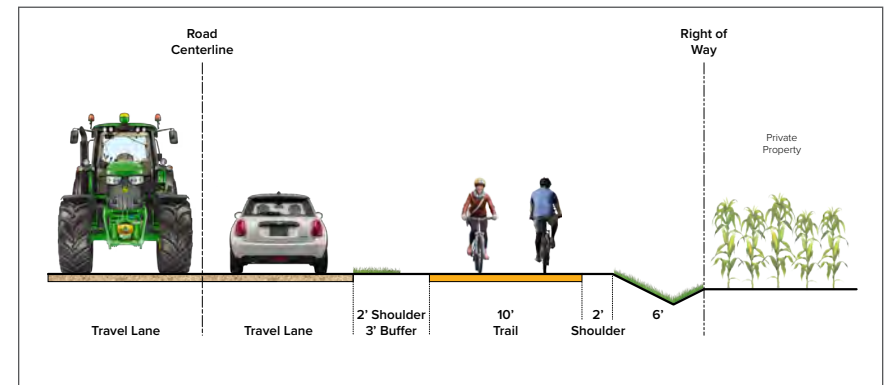 Road
Centerline
Right of
Way
Private
Property
Travel Lane
Travel Lane
2’ Shoulder
3’ Buffer
10’
Trail
2’
Shoulder
6’